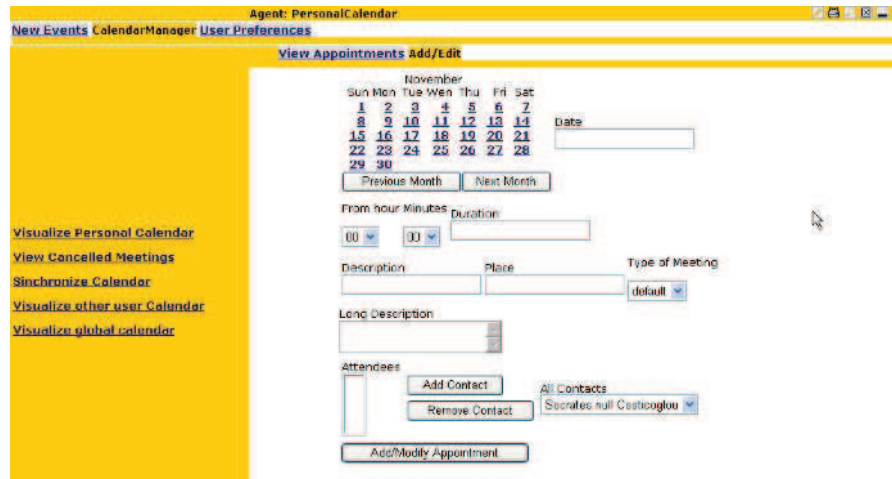 Agent: PersonalCalendar
New Events CalendarManager User Preferences
View Appointments Add/Edit
November
Sun Mon Tue Wen Thu Fri Sat
1 2 3 4 5 6 7
8 9 10 11 12 13 14
15 16 17 18 19 20 21
22 23 24 25 26 27 28
29 30
Date
Previous Month Next Month
From hour Minutes Duration
00 00
Visualize Personal Calendar
View Cancelled Meetings
Sinchronize Calendar
Visualize other user Calendar
Visualize global calendar
Description Place Type of Meeting
default
Long Description
Attendees
Add Contact
Remove Contact
All Contacts
Socrates null Costicoglou
Add/Modify Appointment